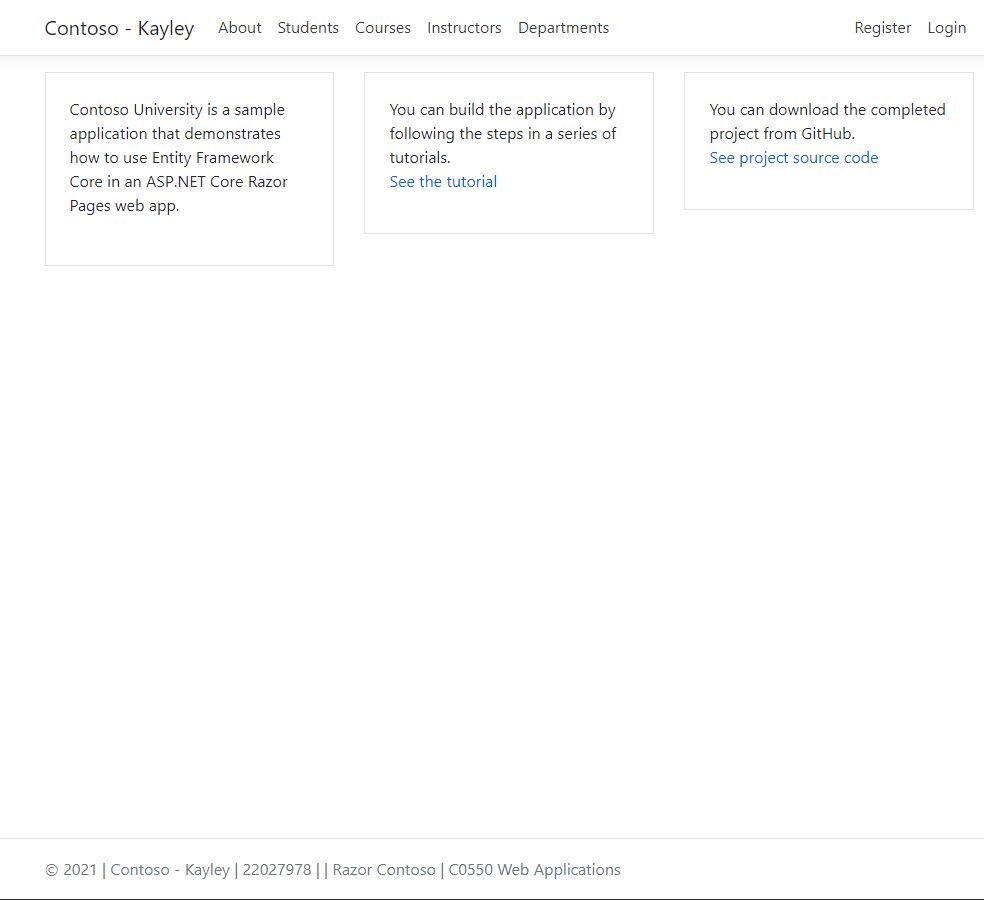 Contoso - Kayley About Students Courses Instructors Departments Register Login
Contoso University is a sample
application that demonstrates
how to use Entity Framework
Core in an ASP.NET Core Razor
Pages web app.
You can build the application by
following the steps in a series of
tutorials.
See the tutorial
You can download the completed
project from GitHub.
See project source code
© 2021 | Contoso - Kayley | 22027978 | | Razor Contoso | C0550 Web Applications